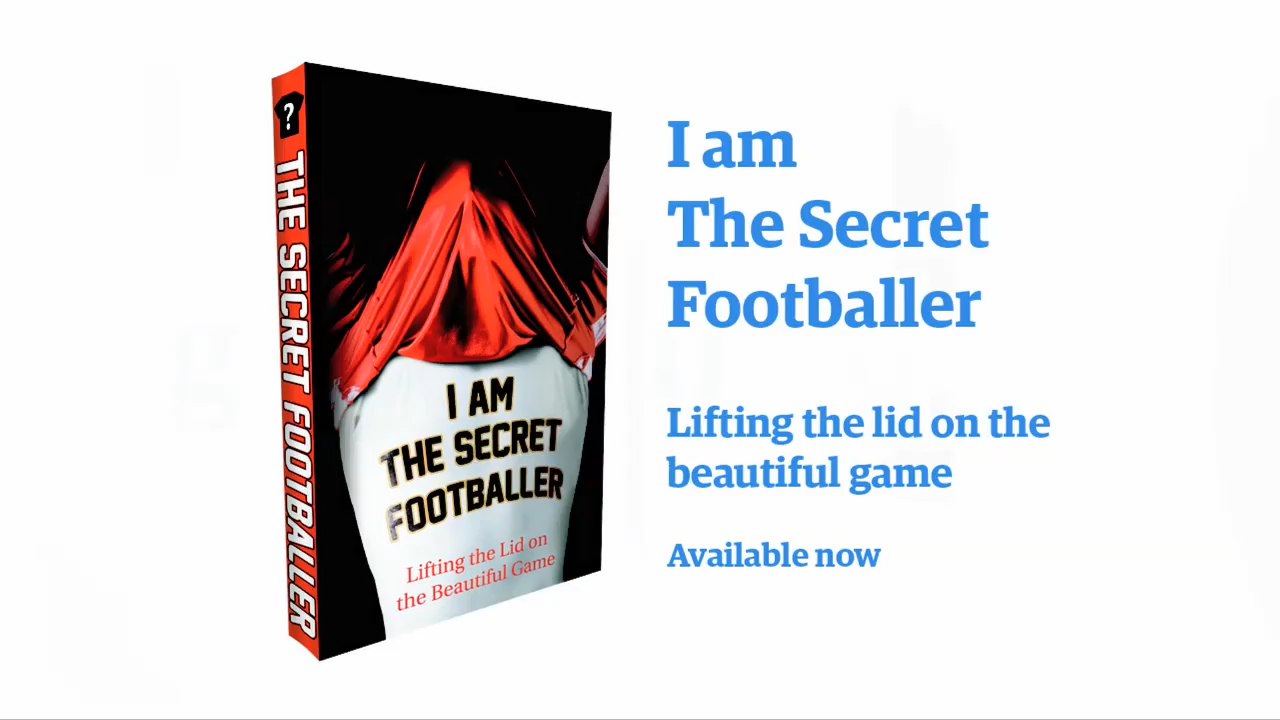 ?
THE SECRET FOOTBALLER
I AM
THE SECRET
FOOTBALLER
Lifting the Lid on
the Beautiful Game
I am
The Secret
Footballer
Lifting the lid on the
beautiful game
Available now